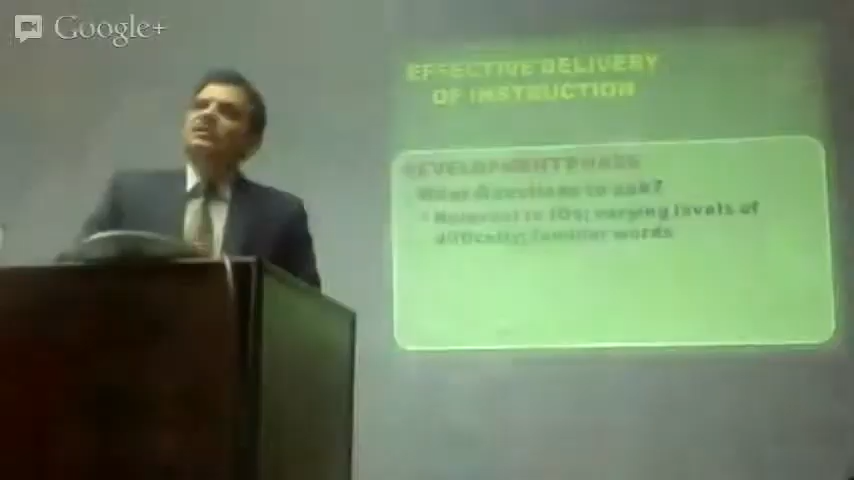 Google+
EFFECTIVE DELIVERY
OF INSTRUCTION
DEVELOPMENT PHASE
What Questions to ask?
* Relevant to IOs; varying levels of
difficulty; familiar words